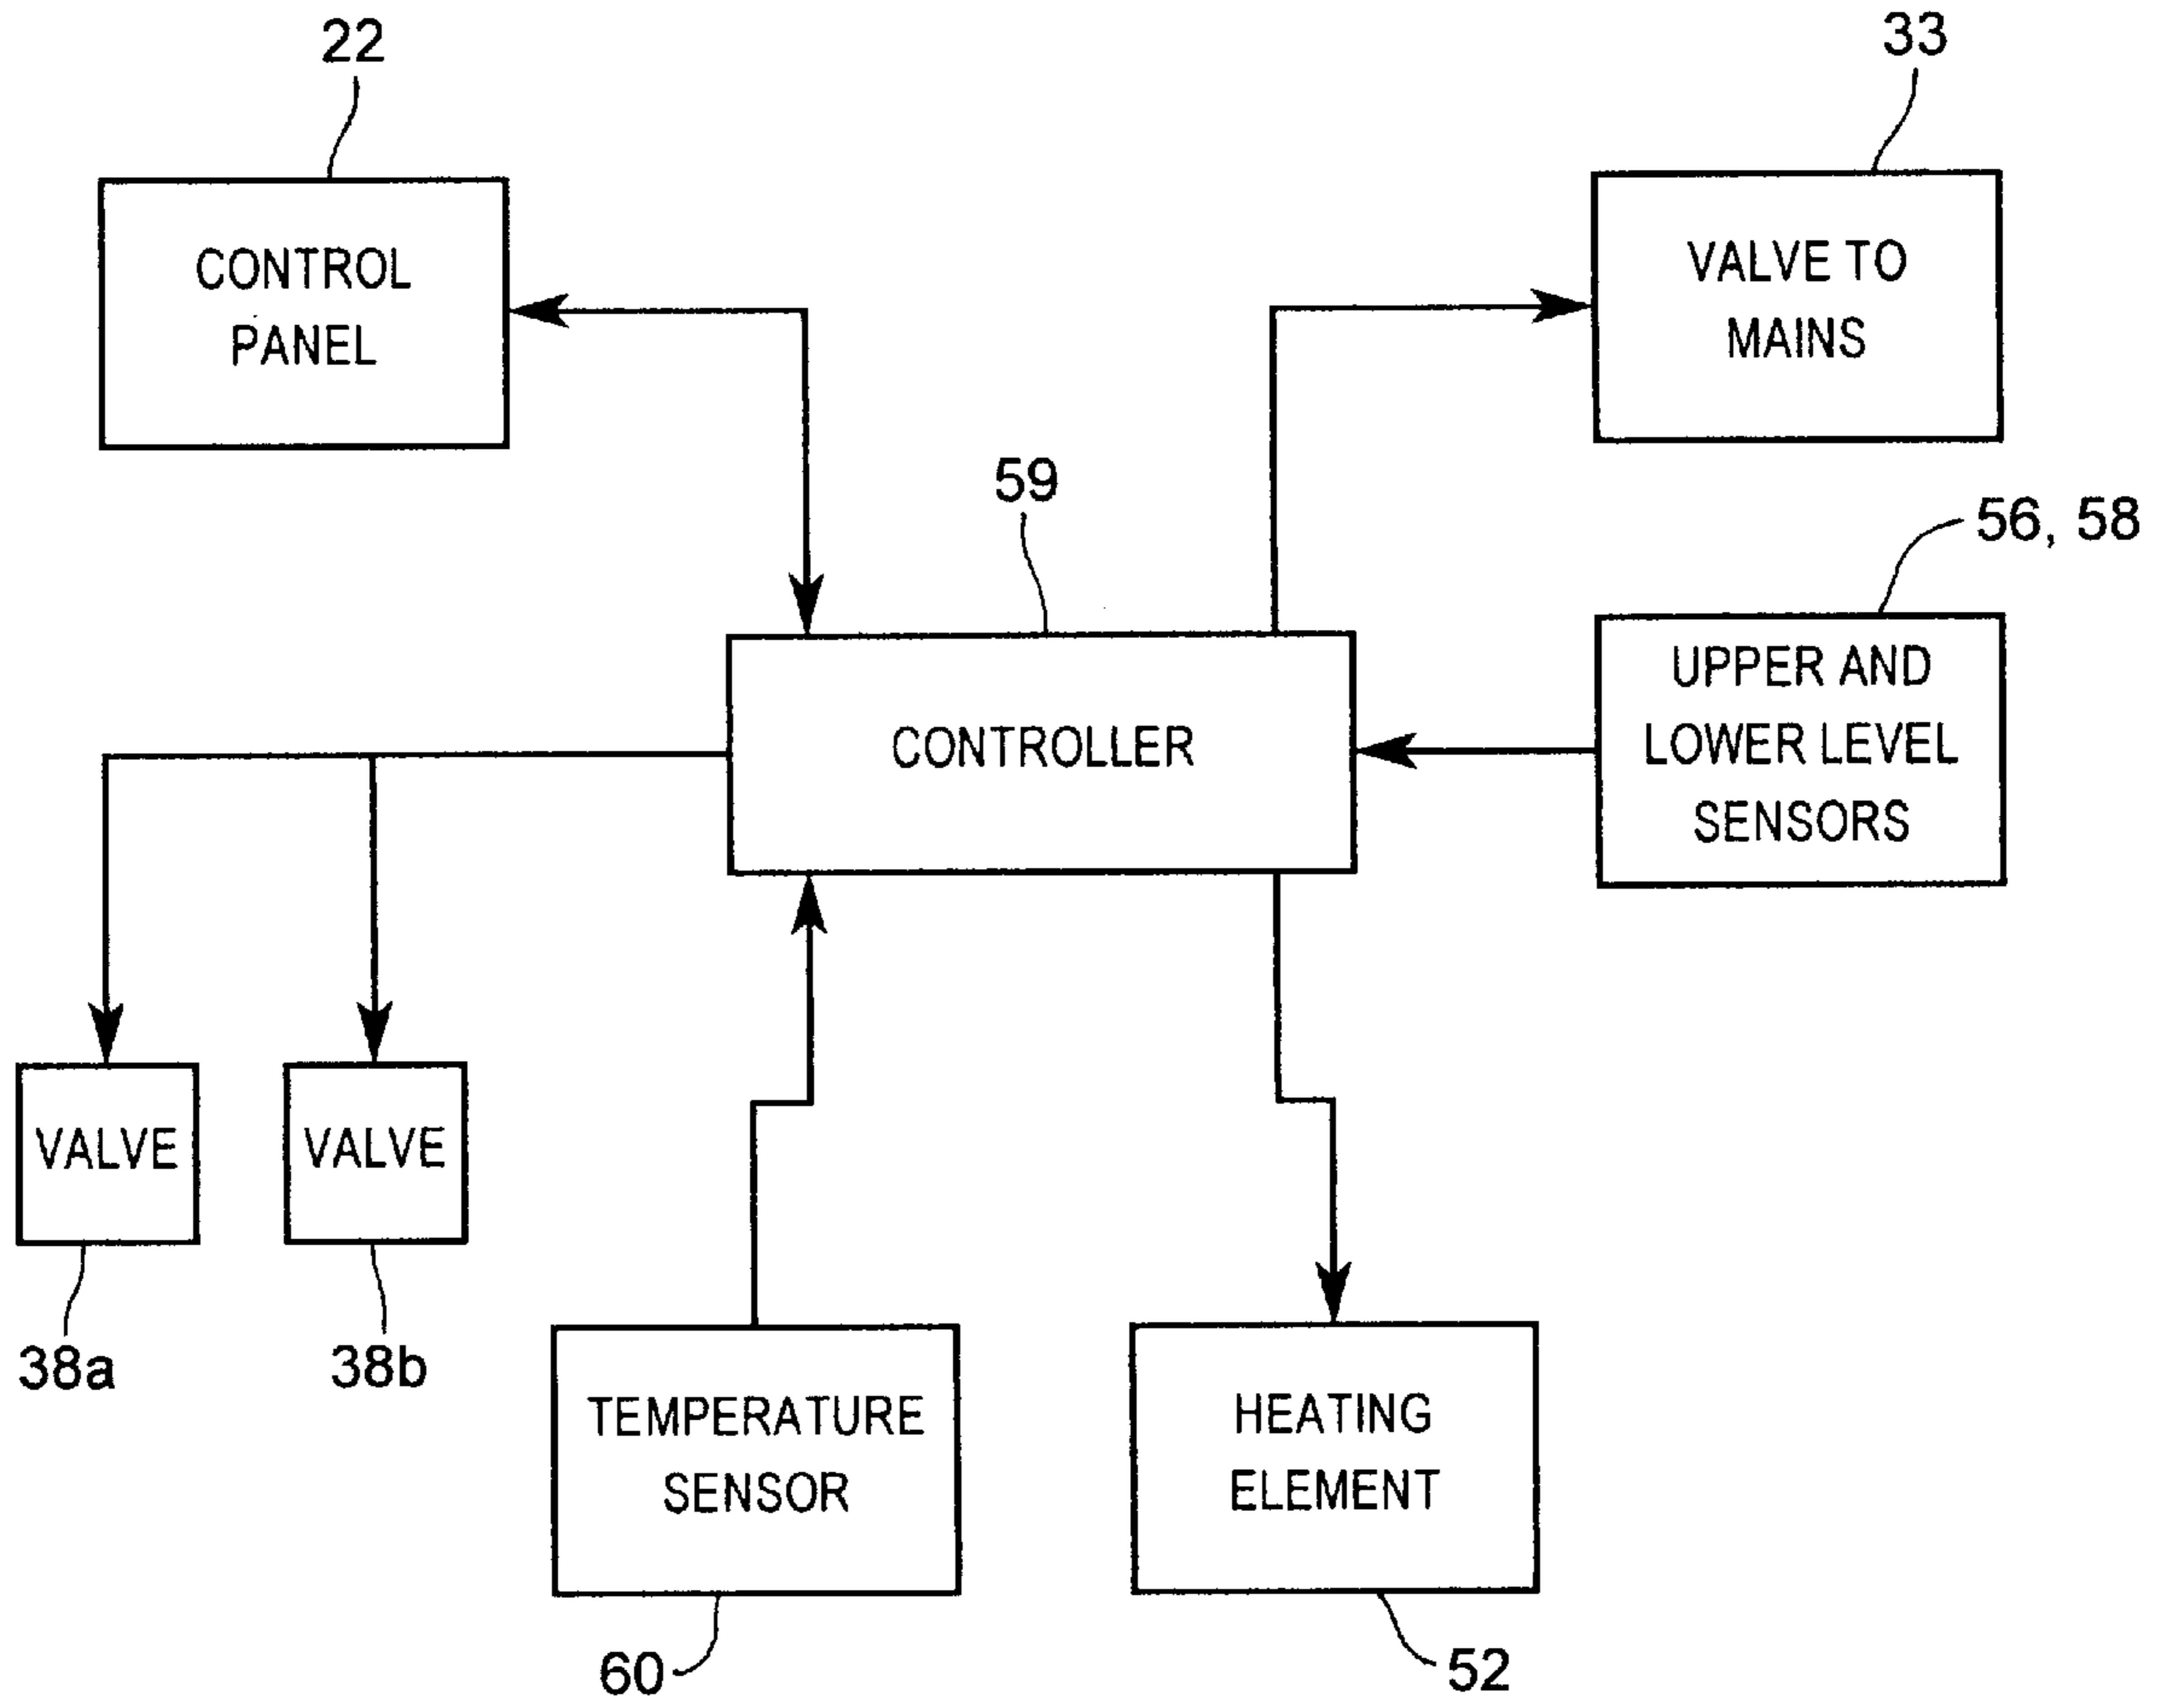 22
33
CONTROL
PANEL
VALVE TO
MAINS
59
56, 58
CONTROLLER
UPPER AND
LOWER LEVEL
SENSORS
VALVE
VALVE
38a
38b
TEMPERATURE
SENSOR
HEATING
ELEMENT
60
52